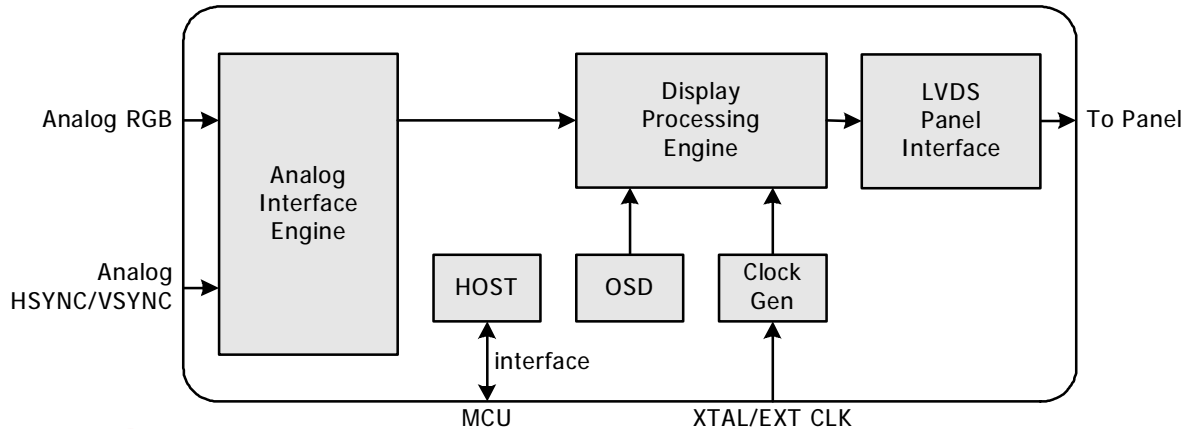 Analog RGB
Analog
HSYNC/VSYNC
Analog
Interface
Engine
Display
Processing
Engine
LVDS
Panel
Interface
To Panel
HOST
OSD
Clock
Gen
interface
MCU
XTAL/EXT CLK